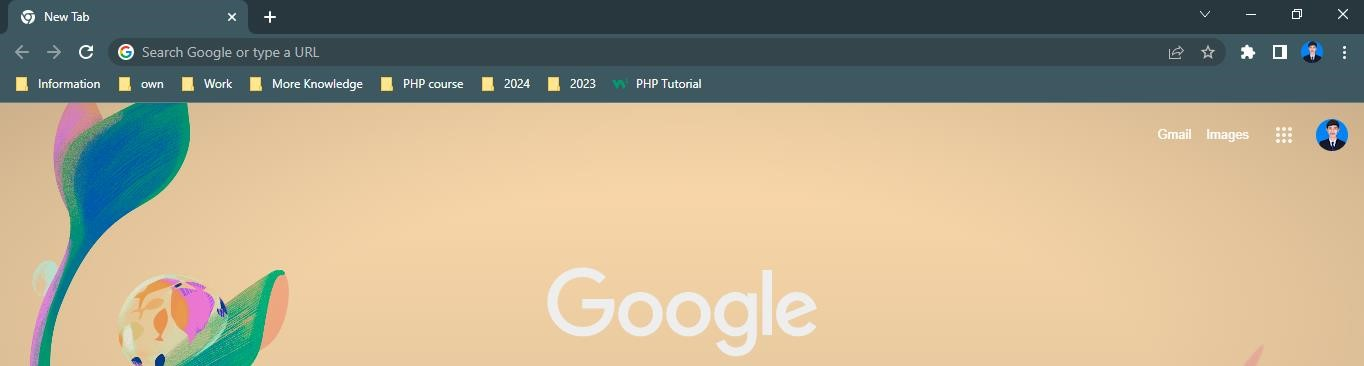 New Tab
Search Google or type a URL
Information own Work More Knowledge PHP course 2024 2023 PHP Tutorial
Gmail Images
Google